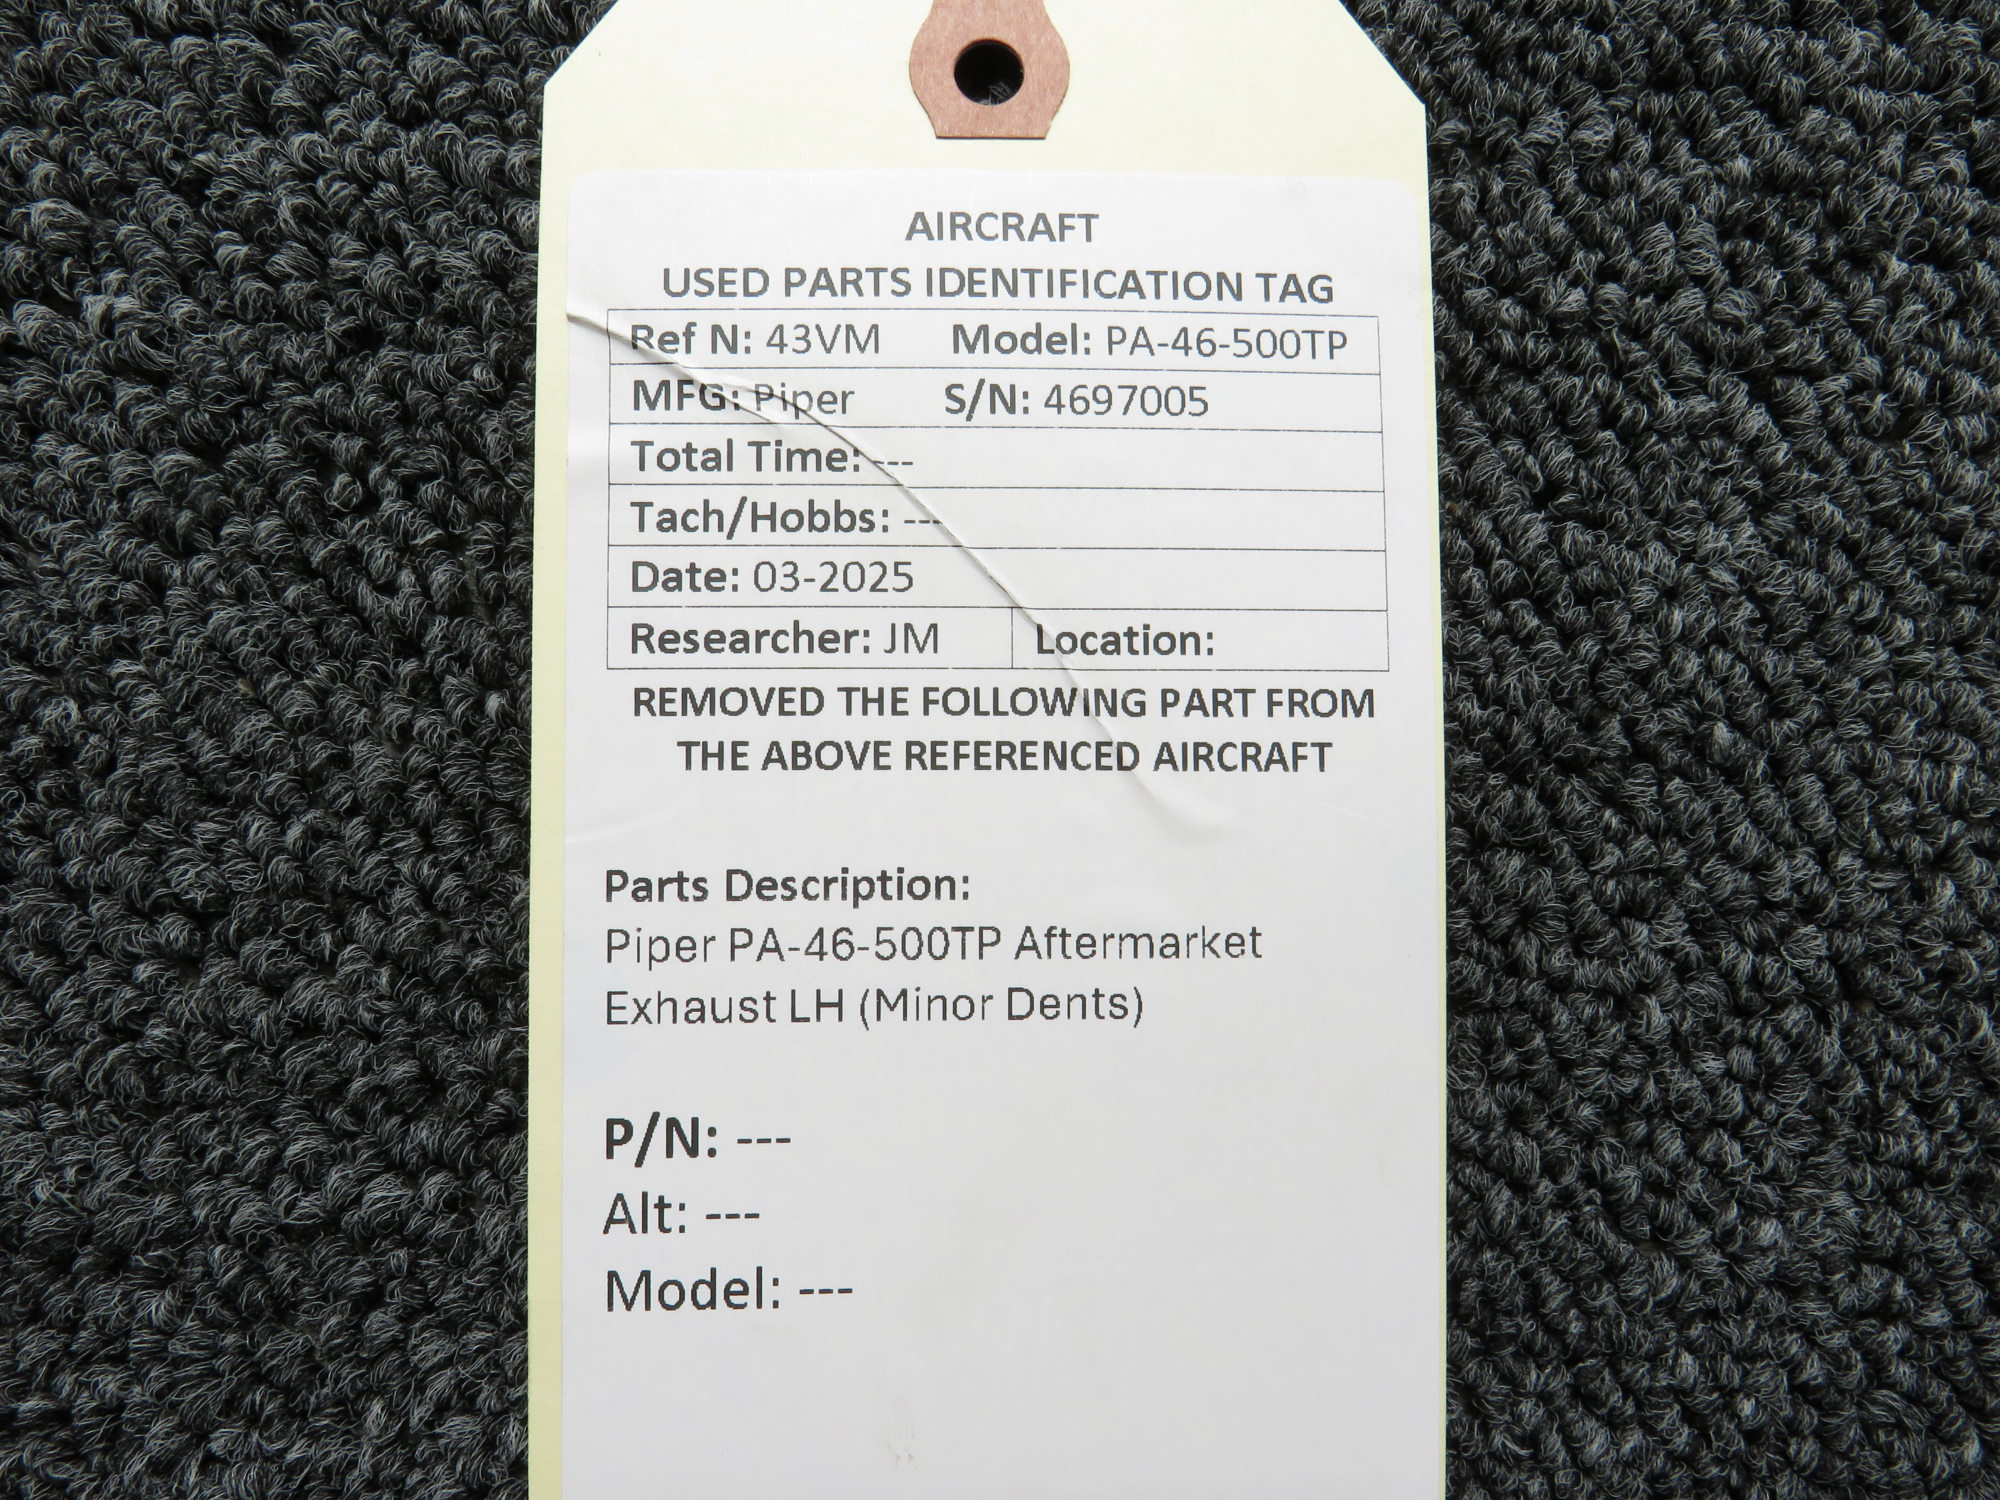 AIRCRAFT
USED PARTS IDENTIFICATION TAG
Ref N: 43VM Model: PA-46-500TP
MFG: Piper S/N: 4697005
Total Time: ---
Tach/Hobbs: ---
Date: 03-2025
Researcher: JM Location:
REMOVED THE FOLLOWING PART FROM
THE ABOVE REFERENCED AIRCRAFT
Parts Description:
Piper PA-46-500TP Aftermarket
Exhaust LH (Minor Dents)
P/N: ---
Alt: ---
Model: ---